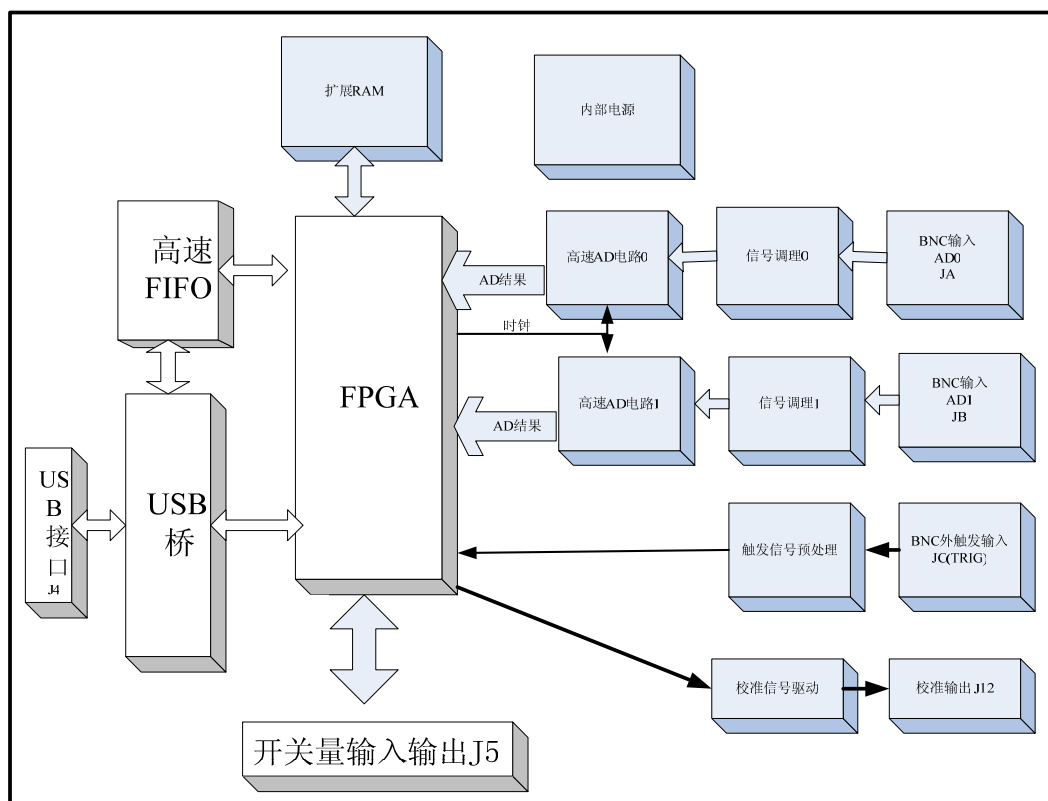 扩展RAM
内部电源
高速
FIFO
高速AD电路0
信号调理0
BNC输入
AD0
JA
AD结果
时钟
FPGA
高速AD电路1
信号调理1
BNC输入
AD1
JB
AD结果
US
B
接
口
J4
USB
桥
触发信号预处理
BNC外触发输入
JC(TRIG)
校准信号驱动
校准输出J12
开关量输入输出J5